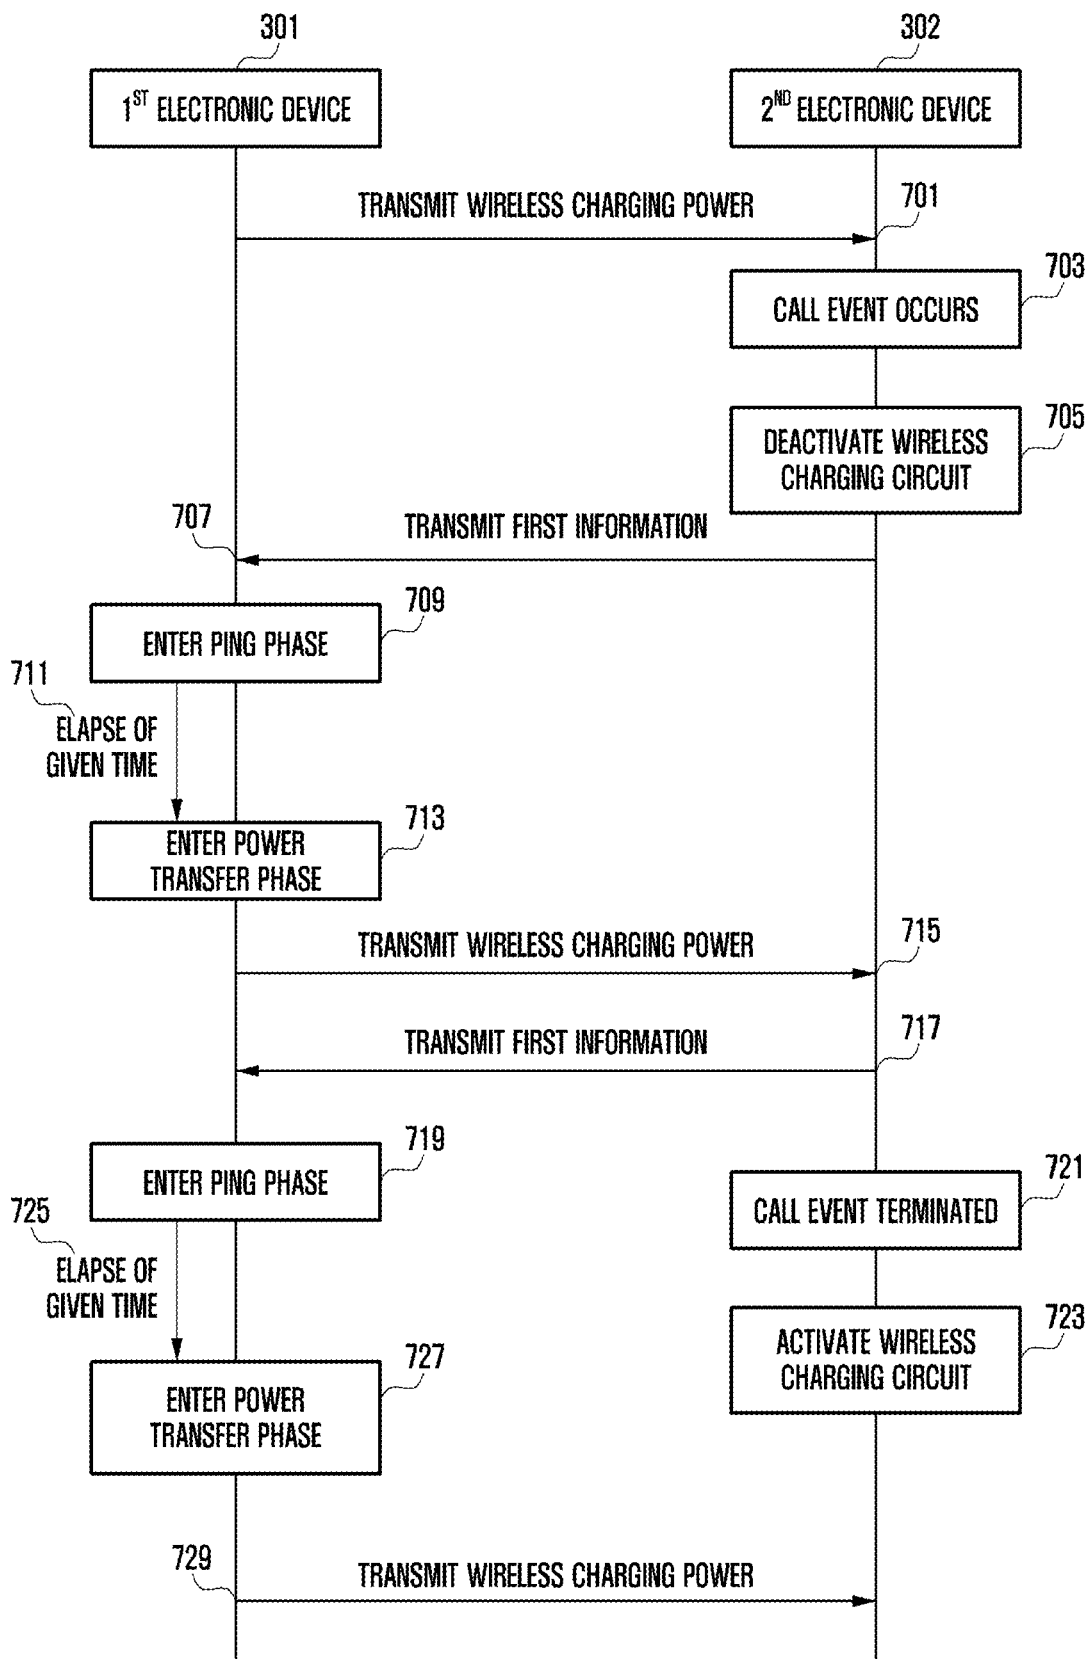 301
302
1ST ELECTRONIC DEVICE
2ND ELECTRONIC DEVICE
TRANSMIT WIRELESS CHARGING POWER
701
703
CALL EVENT OCCURS
705
DEACTIVATE WIRELESS
CHARGING CIRCUIT
707
TRANSMIT FIRST INFORMATION
709
ENTER PING PHASE
711
ELAPSE OF
GIVEN TIME
713
ENTER POWER
TRANSFER PHASE
TRANSMIT WIRELESS CHARGING POWER
715
TRANSMIT FIRST INFORMATION
717
719
ENTER PING PHASE
721
CALL EVENT TERMINATED
725
ELAPSE OF
GIVEN TIME
723
ACTIVATE WIRELESS
CHARGING CIRCUIT
727
ENTER POWER
TRANSFER PHASE
729
TRANSMIT WIRELESS CHARGING POWER